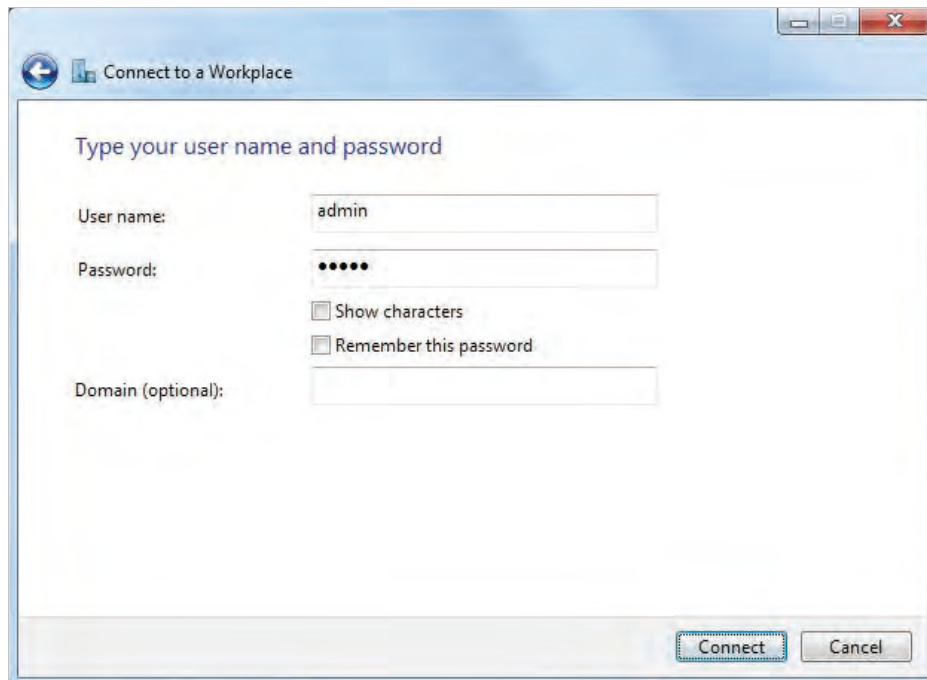 Connect to a Workplace
Type your user name and password
User name: admin
Password: •••••
Show characters
Remember this password
Domain (optional):
Connect Cancel